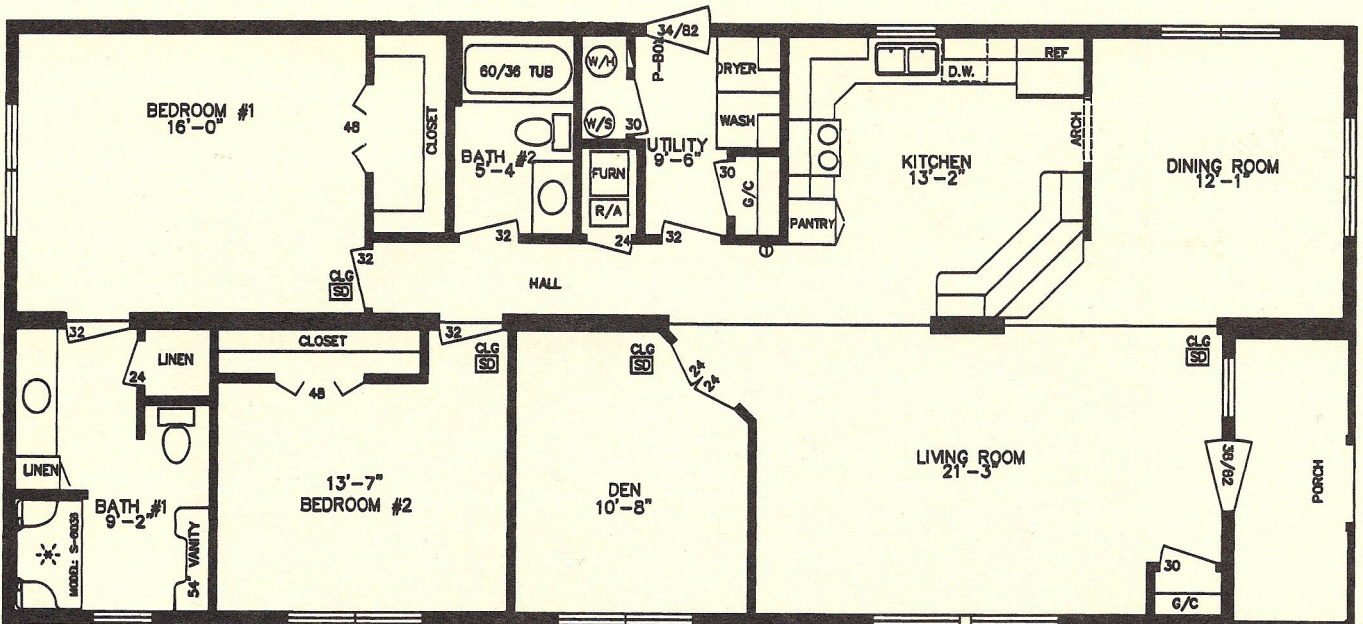 BEDROOM #1
16'-0"
48
CLOSET
60/36 TUB
BATH #2
5'-4"
32
W/H
W/S
30
FURN
R/A
24
P-BOX
34/82
DRYER
WASH
UTILITY
9'-6"
30
G/C
32
D.W.
REF
PANTRY
KITCHEN
13'-2"
ARCH
DINING ROOM
12'-1"
32
CLG
SD
HALL
32
24
LINEN
LINEN
BATH #1
9'-2"
MODEL: S-6036
54" VANITY
CLOSET
48
32
CLG
SD
13'-7"
BEDROOM #2
CLG
SD
24
24
DEN
10'-8"
LIVING ROOM
21'-3"
CLG
SD
38/82
PORCH
30
G/C